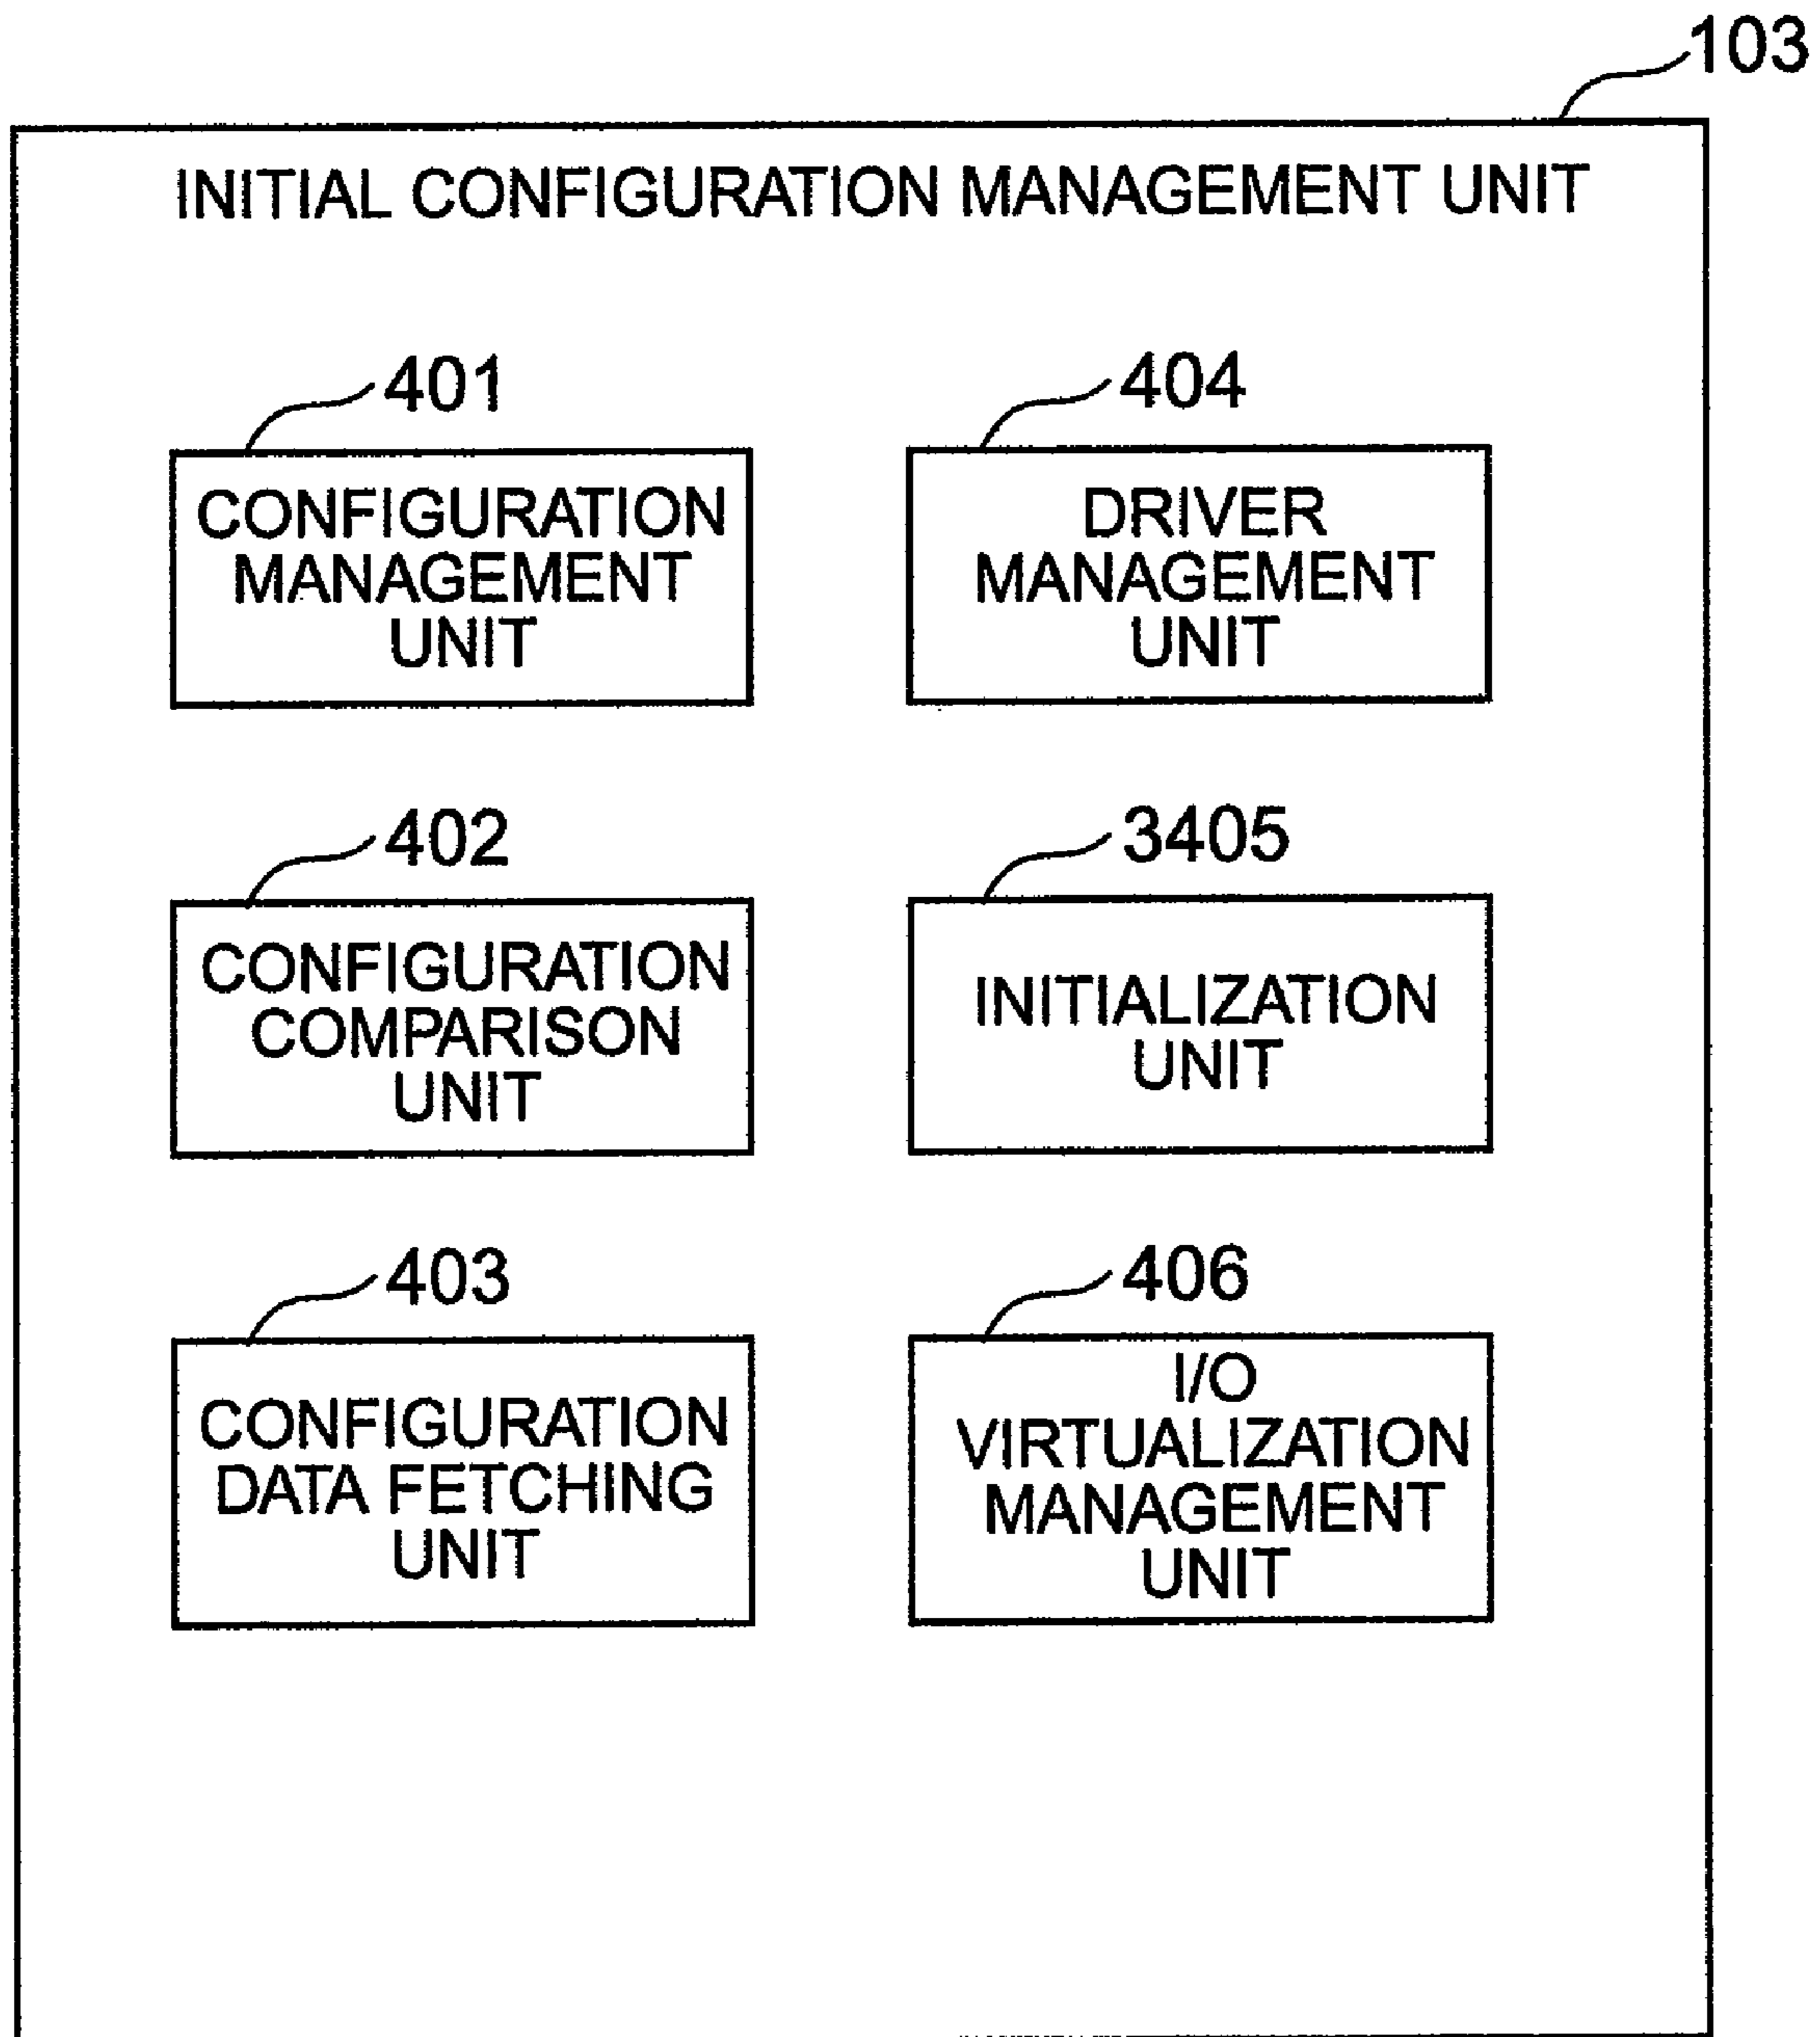 103
INITIAL CONFIGURATION MANAGEMENT UNIT
401
CONFIGURATION
MANAGEMENT
UNIT
404
DRIVER
MANAGEMENT
UNIT
402
CONFIGURATION
COMPARISON
UNIT
3405
INITIALIZATION
UNIT
403
CONFIGURATION
DATA FETCHING
UNIT
406
I/O
VIRTUALIZATION
MANAGEMENT
UNIT